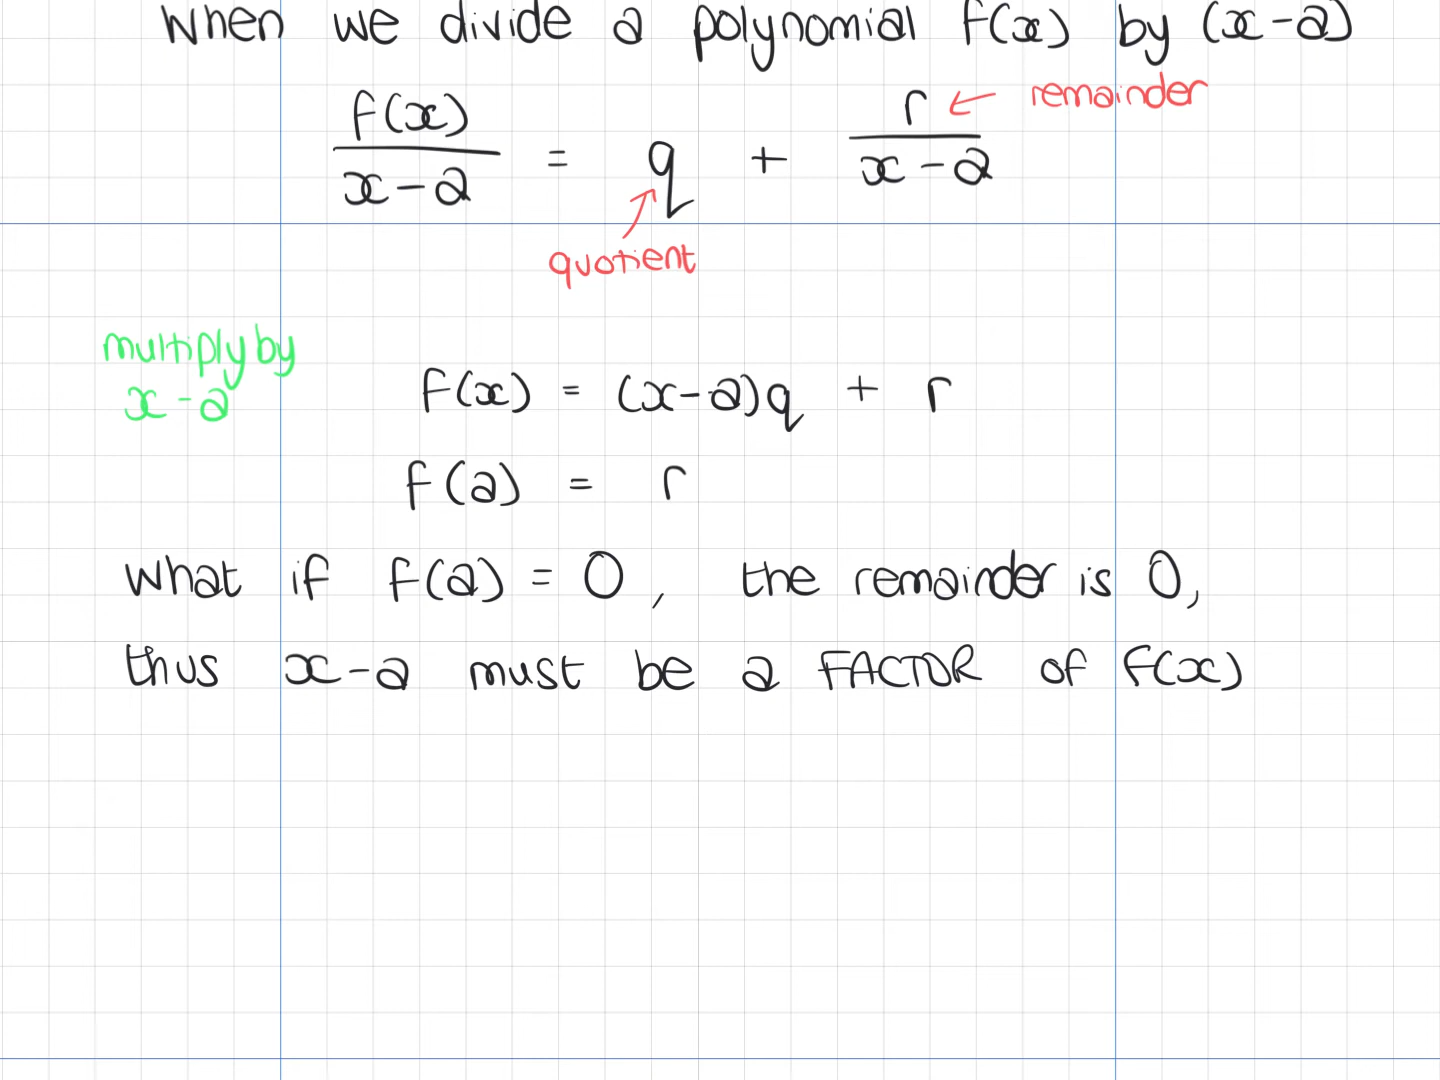 When we divide a polynomial f(x) by (x-a)
f(x)/(x-a) = q + r/(x-a) ← remainder
quotient
multiply by
x-a
f(x) = (x-a)q + r
f(a) = r
what if f(a) = 0, the remainder is 0,
thus x-a must be a FACTOR of f(x)